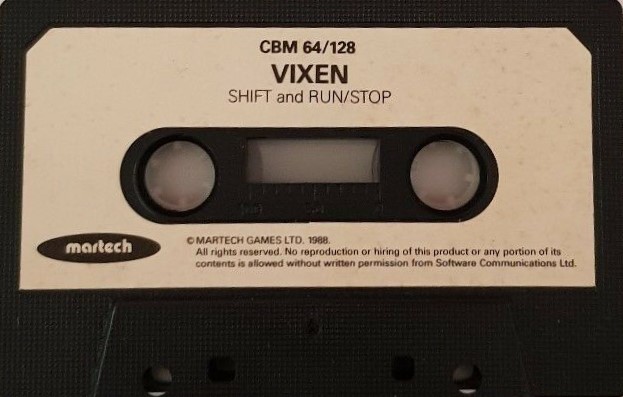 CBM 64/128
VIXEN
SHIFT and RUN/STOP
martech
© MARTECH GAMES LTD. 1988.
All rights reserved. No reproduction or hiring of this product or any portion of its
contents is allowed without written permission from Software Communications Ltd.